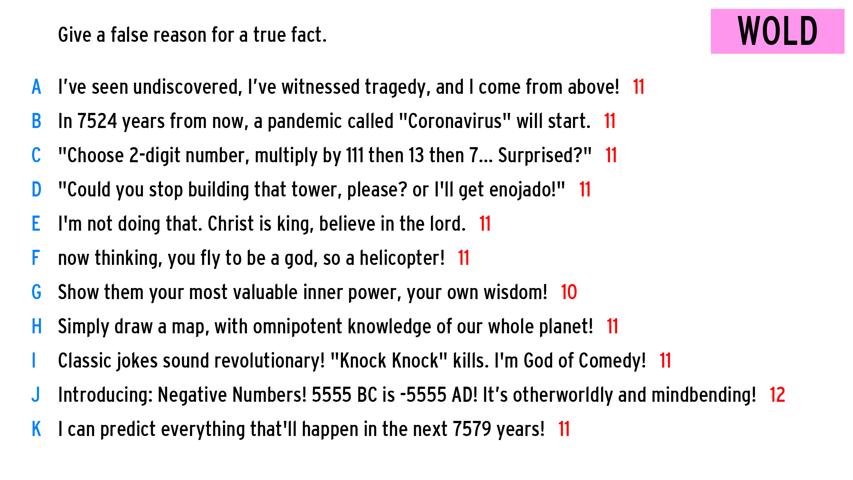 Give a false reason for a true fact.
WOLD
A I've seen undiscovered, I've witnessed tragedy, and I come from above! 11
B In 7524 years from now, a pandemic called "Coronavirus" will start. 11
C "Choose 2-digit number, multiply by 111 then 13 then 7... Surprised?" 11
D "Could you stop building that tower, please? or I'll get enojado!" 11
E I'm not doing that. Christ is king, believe in the lord. 11
F now thinking, you fly to be a god, so a helicopter! 11
G Show them your most valuable inner power, your own wisdom! 10
H Simply draw a map, with omnipotent knowledge of our whole planet! 11
I Classic jokes sound revolutionary! "Knock Knock" kills. I'm God of Comedy! 11
J Introducing: Negative Numbers! 5555 BC is -5555 AD! It's otherworldly and mindbending! 12
K I can predict everything that'll happen in the next 7579 years! 11